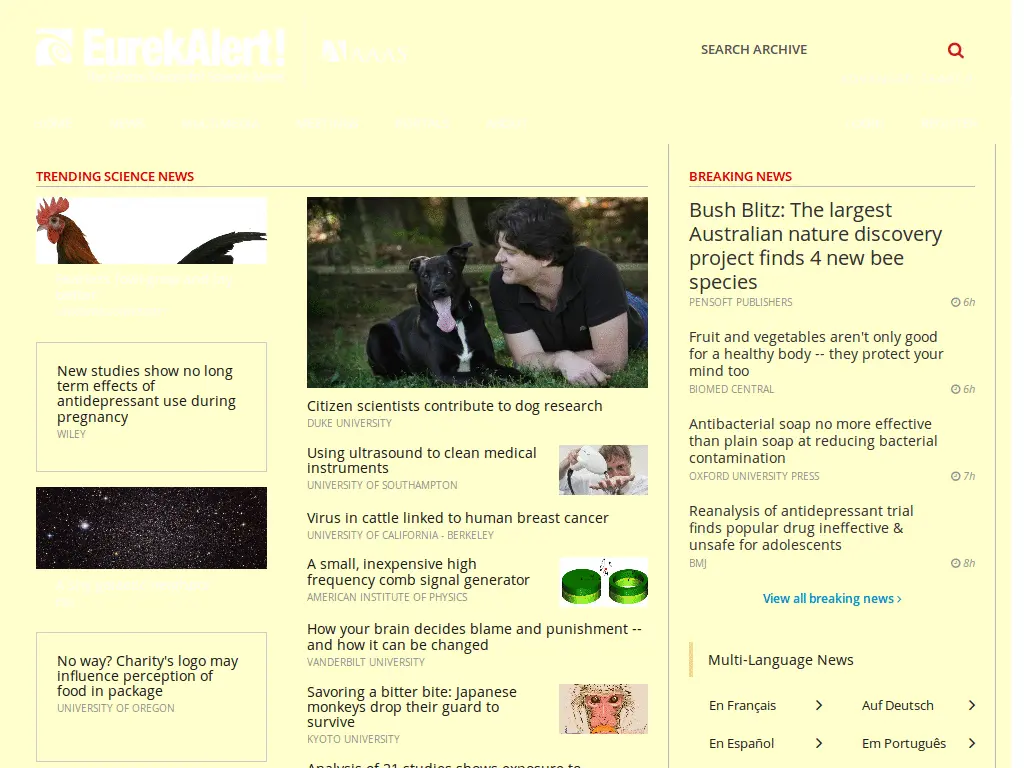 EurekAlert!
AAAS
SEARCH ARCHIVE
TRENDING SCIENCE NEWS
New studies show no long
term effects of
antidepressant use during
pregnancy
WILEY
No way? Charity's logo may
influence perception of
food in package
UNIVERSITY OF OREGON
Citizen scientists contribute to dog research
DUKE UNIVERSITY
Using ultrasound to clean medical
instruments
UNIVERSITY OF SOUTHAMPTON
Virus in cattle linked to human breast cancer
UNIVERSITY OF CALIFORNIA - BERKELEY
A small, inexpensive high
frequency comb signal generator
AMERICAN INSTITUTE OF PHYSICS
How your brain decides blame and punishment --
and how it can be changed
VANDERBILT UNIVERSITY
Savoring a bitter bite: Japanese
monkeys drop their guard to
survive
KYOTO UNIVERSITY
Analysis of 21 studies shows exposure to
BREAKING NEWS
Bush Blitz: The largest
Australian nature discovery
project finds 4 new bee
species
PENSOFT PUBLISHERS 6h
Fruit and vegetables aren't only good
for a healthy body -- they protect your
mind too
BIOMED CENTRAL 6h
Antibacterial soap no more effective
than plain soap at reducing bacterial
contamination
OXFORD UNIVERSITY PRESS 7h
Reanalysis of antidepressant trial
finds popular drug ineffective &
unsafe for adolescents
BMJ 8h
View all breaking news ›
Multi-Language News
En Français
Auf Deutsch
En Español
Em Português